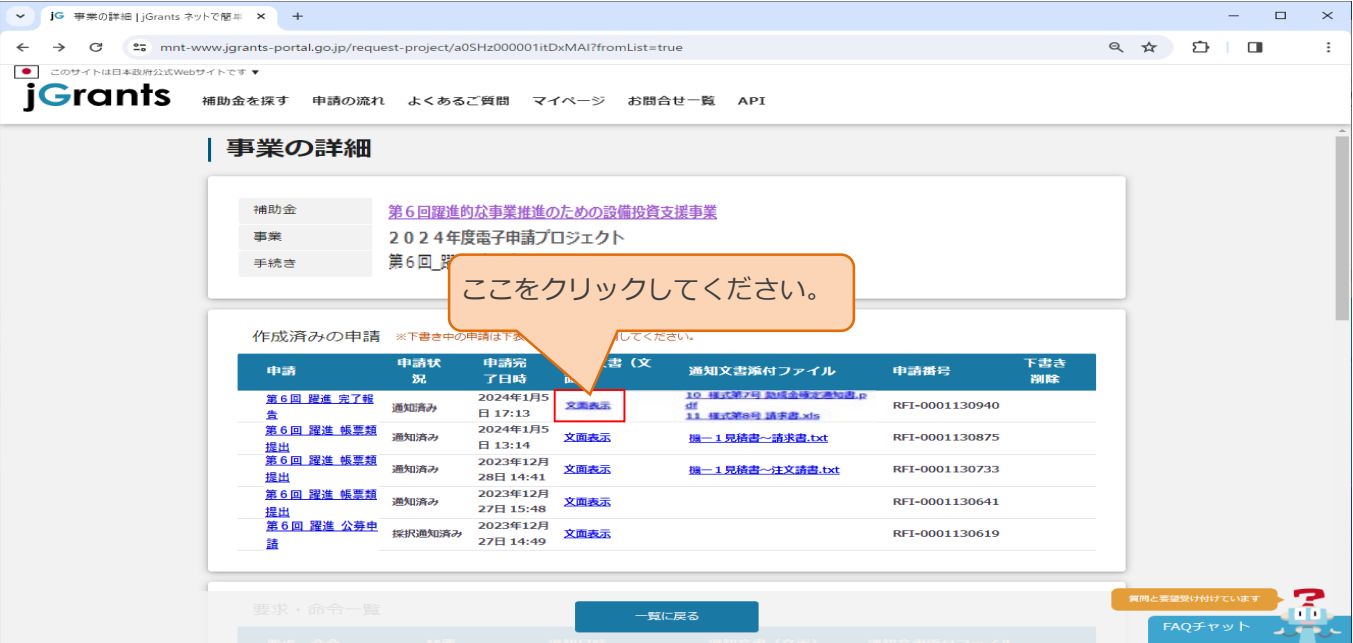 jG 事業の詳細 | jGrants ネットで簡単
mnt-www.jgrants-portal.go.jp/request-project/a0SHz000001itDxMAI?fromList=true
このサイトは日本政府公式Webサイトです ▼
jGrants 補助金を探す 申請の流れ よくあるご質問 マイページ お問合せ一覧 API
事業の詳細
補助金 第6回躍進的な事業推進のための設備投資支援事業
事業 2024年度電子申請プロジェクト
手続き 第6回_
ここをクリックしてください。
作成済みの申請 ※下書き中の申請は下表 してください。
申請 申請状況 申請完了日時 書(文 通知文書添付ファイル 申請番号 下書き削除
第6回 躍進 完了報告 通知済み 2024年1月5日 17:13 文面表示 10_様式第7号 助成金確定通知書.pdf
11_様式第8号 請求書.xls RFI-0001130940
第6回 躍進 帳票類提出 通知済み 2024年1月5日 13:14 文面表示 機ー1見積書～請求書.txt RFI-0001130875
第6回 躍進 帳票類提出 通知済み 2023年12月28日 14:41 文面表示 機ー1見積書～注文請書.txt RFI-0001130733
第6回 躍進 帳票類提出 通知済み 2023年12月27日 15:48 文面表示 RFI-0001130641
第6回 躍進 公募申請 採択通知済み 2023年12月27日 14:49 文面表示 RFI-0001130619
要求・命令一覧
一覧に戻る
質問と要望受け付けています
FAQチャット